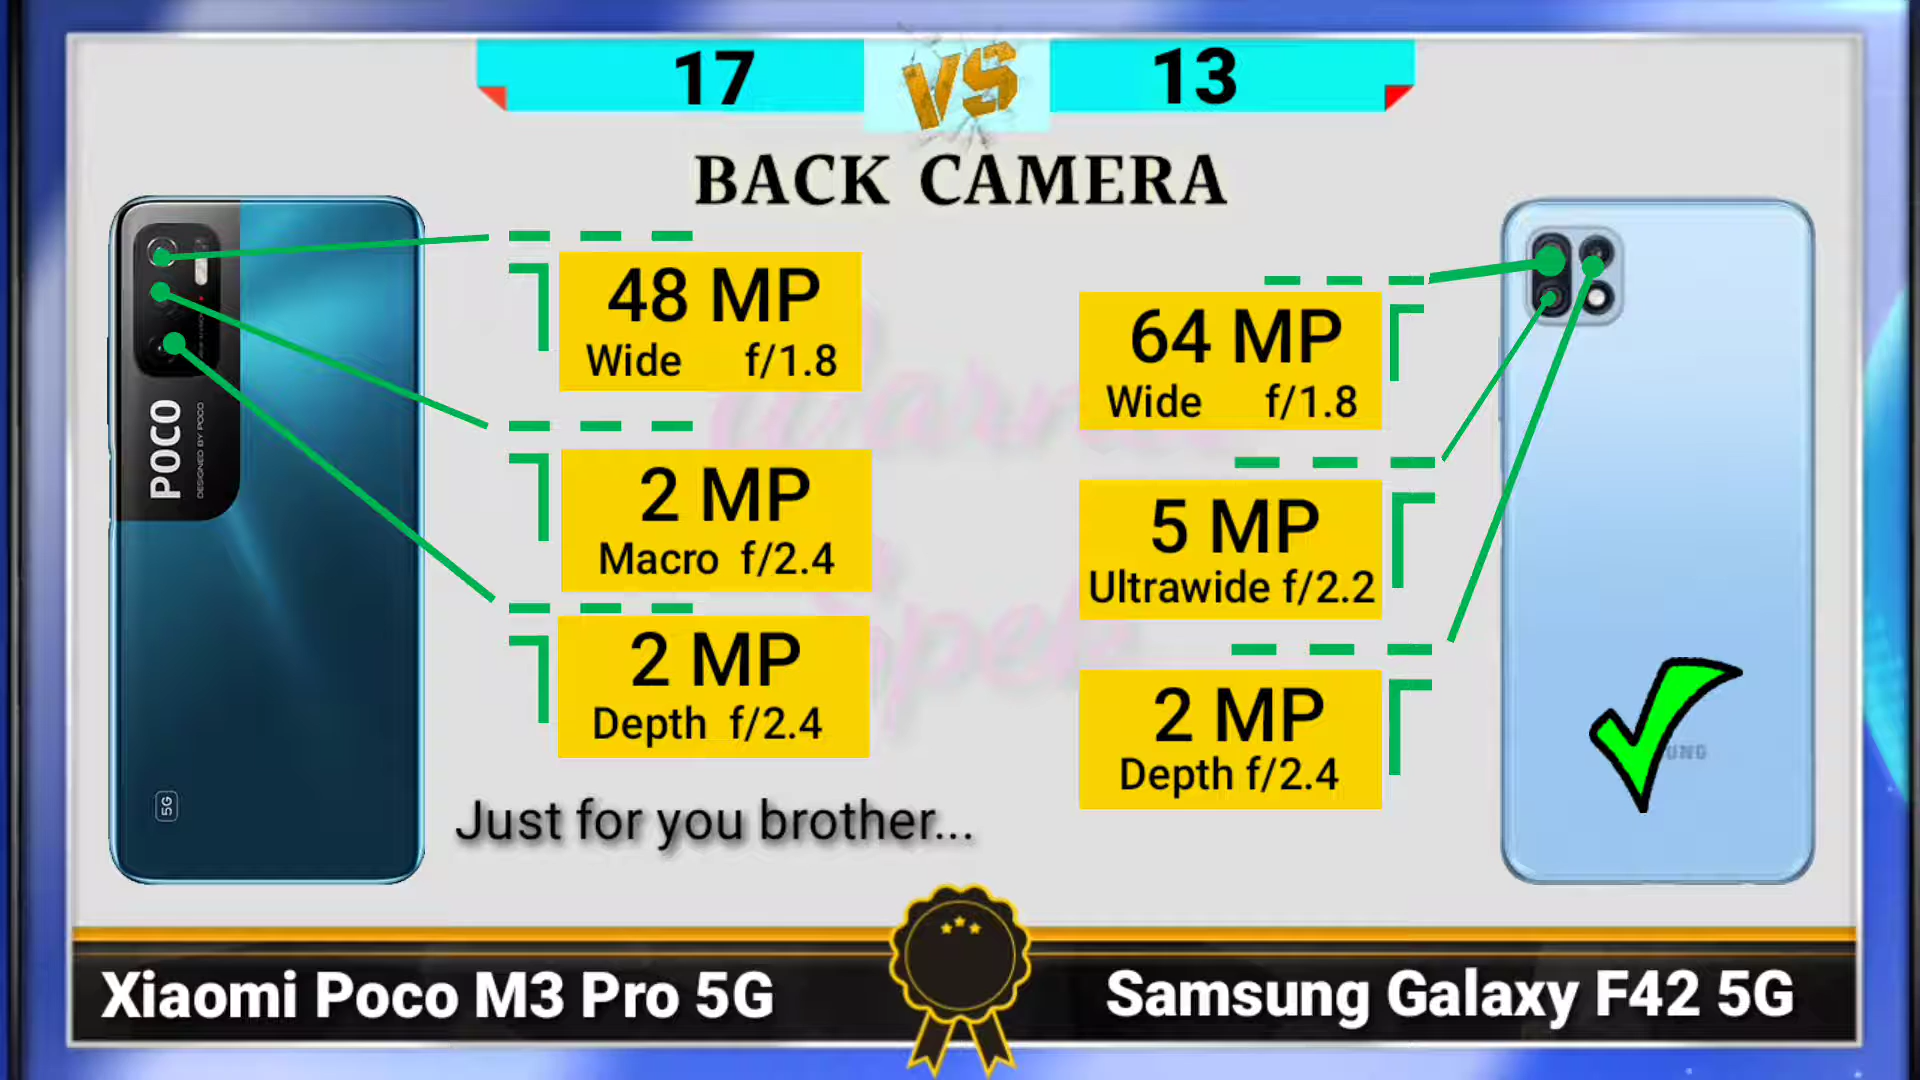 17 VS 13
BACK CAMERA
48 MP
Wide f/1.8
2 MP
Macro f/2.4
2 MP
Depth f/2.4
64 MP
Wide f/1.8
5 MP
Ultrawide f/2.2
2 MP
Depth f/2.4
POCO
DESIGNED BY POCO
5G
UNG
Just for you brother...
Xiaomi Poco M3 Pro 5G
Samsung Galaxy F42 5G